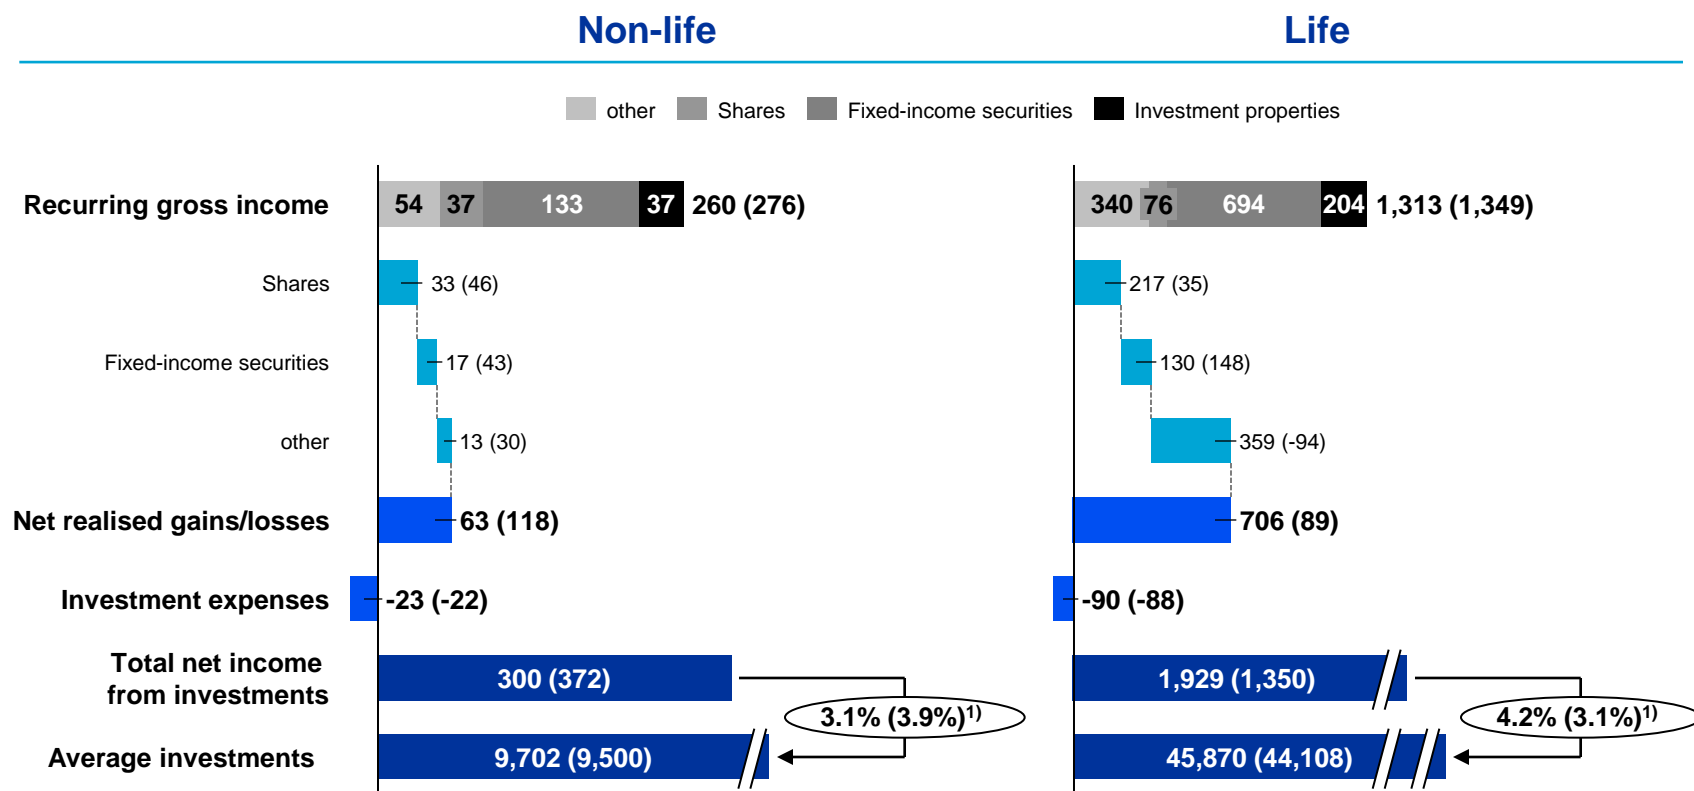 Non-life
Life
other Shares Fixed-income securities Investment properties
Recurring gross income 54 37 133 37 260 (276) 340 76 694 204 1,313 (1,349)
Shares 33 (46) 217 (35)
Fixed-income securities 17 (43) 130 (148)
other 13 (30) 359 (-94)
Net realised gains/losses 63 (118) 706 (89)
Investment expenses -23 (-22) -90 (-88)
Total net income
from investments 300 (372) 1,929 (1,350)
3.1% (3.9%)1) 4.2% (3.1%)1)
Average investments 9,702 (9,500) 45,870 (44,108)